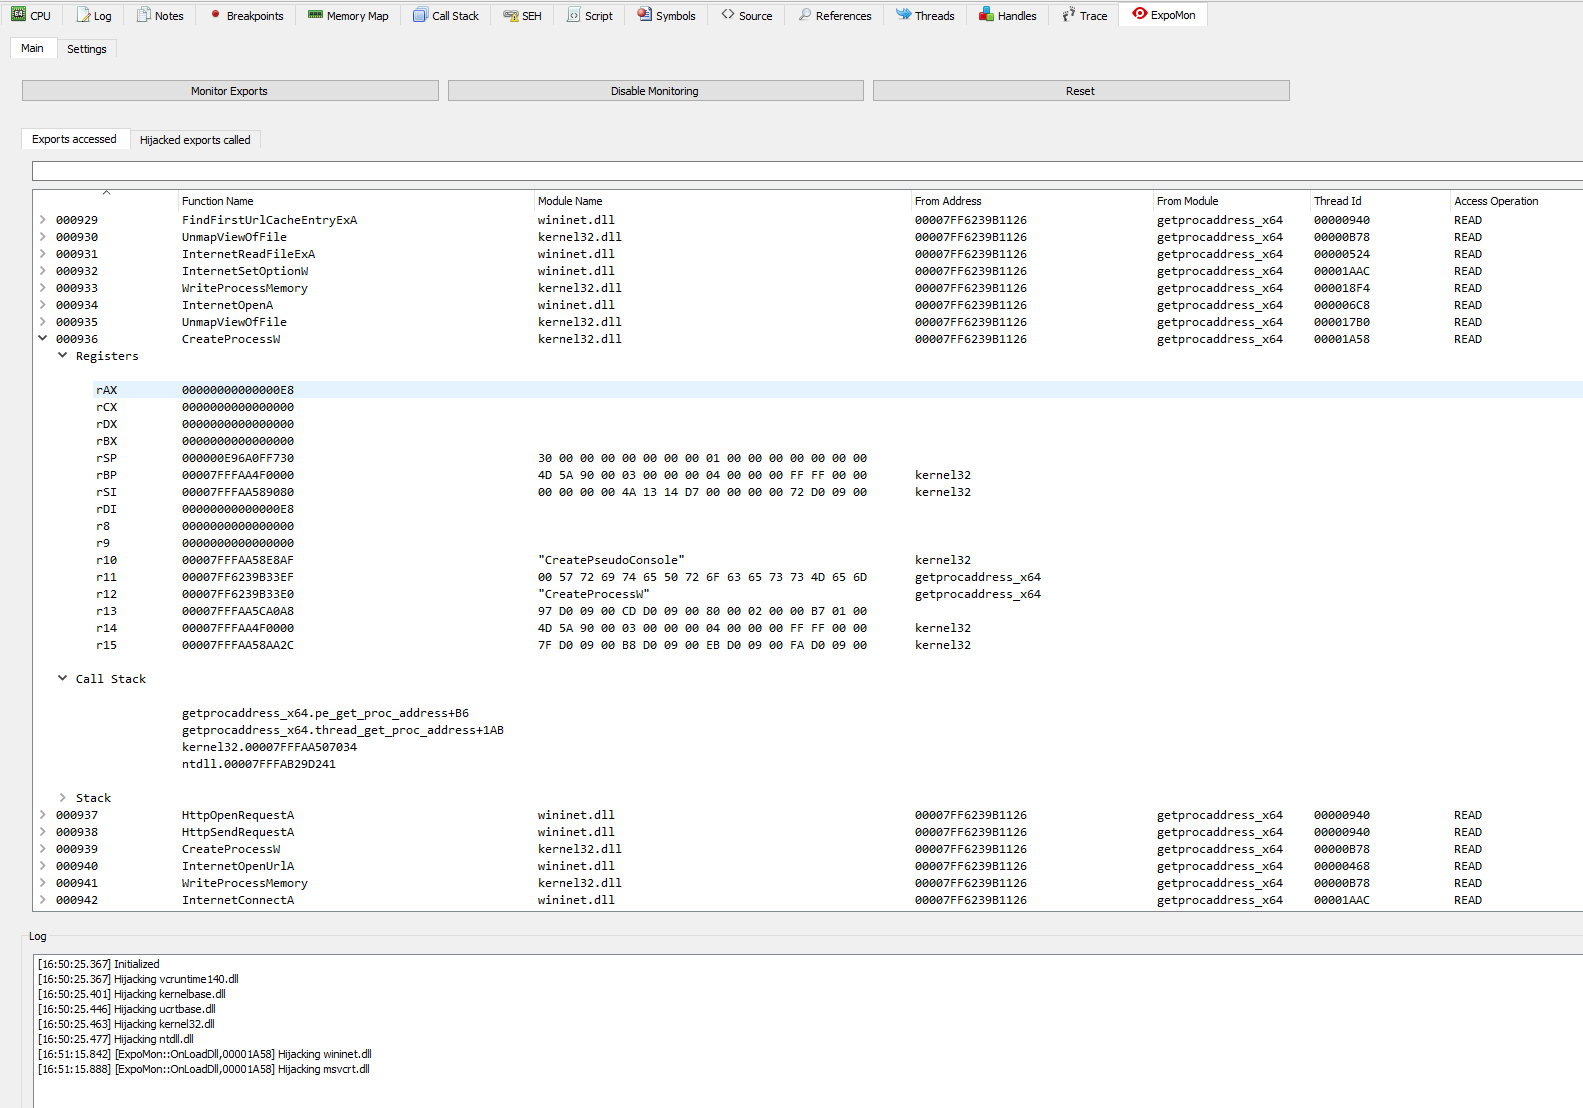 CPU Log Notes Breakpoints Memory Map Call Stack SEH Script Symbols Source References Threads Handles Trace ExpoMon
Main Settings
Monitor Exports Disable Monitoring Reset
Exports accessed Hijacked exports called
Function Name Module Name From Address From Module Thread Id Access Operation
000929 FindFirstUrlCacheEntryExA wininet.dll 00007FF6239B1126 getprocaddress_x64 00000940 READ
000930 UnmapViewOfFile kernel32.dll 00007FF6239B1126 getprocaddress_x64 00000B78 READ
000931 InternetReadFileExA wininet.dll 00007FF6239B1126 getprocaddress_x64 00000524 READ
000932 InternetSetOptionW wininet.dll 00007FF6239B1126 getprocaddress_x64 00001AAC READ
000933 WriteProcessMemory kernel32.dll 00007FF6239B1126 getprocaddress_x64 000018F4 READ
000934 InternetOpenA wininet.dll 00007FF6239B1126 getprocaddress_x64 000006C8 READ
000935 UnmapViewOfFile kernel32.dll 00007FF6239B1126 getprocaddress_x64 000017B0 READ
000936 CreateProcessW kernel32.dll 00007FF6239B1126 getprocaddress_x64 00001A58 READ
Registers
rAX 00000000000000E8
rCX 0000000000000000
rDX 0000000000000000
rBX 0000000000000000
rSP 000000E96A0FF730 30 00 00 00 00 00 00 00 01 00 00 00 00 00 00 00
rBP 00007FFFAA4F0000 4D 5A 90 00 03 00 00 00 04 00 00 00 FF FF 00 00 kernel32
rSI 00007FFFAA589080 00 00 00 00 4A 13 14 D7 00 00 00 00 72 D0 09 00 kernel32
rDI 00000000000000E8
r8 0000000000000000
r9 0000000000000000
r10 00007FFFAA58E8AF "CreatePseudoConsole" kernel32
r11 00007FF6239B33EF 00 57 72 69 74 65 50 72 6F 63 65 73 73 4D 65 6D getprocaddress_x64
r12 00007FF6239B33E0 "CreateProcessW" getprocaddress_x64
r13 00007FFFAA5CA0A8 97 D0 09 00 CD D0 09 00 80 00 02 00 00 B7 01 00
r14 00007FFFAA4F0000 4D 5A 90 00 03 00 00 00 04 00 00 00 FF FF 00 00 kernel32
r15 00007FFFAA58AA2C 7F D0 09 00 B8 D0 09 00 EB D0 09 00 FA D0 09 00 kernel32
Call Stack
getprocaddress_x64.pe_get_proc_address+B6
getprocaddress_x64.thread_get_proc_address+1AB
kernel32.00007FFFAA507034
ntdll.00007FFFAB29D241
Stack
000937 HttpOpenRequestA wininet.dll 00007FF6239B1126 getprocaddress_x64 00000940 READ
000938 HttpSendRequestA wininet.dll 00007FF6239B1126 getprocaddress_x64 00000940 READ
000939 CreateProcessW kernel32.dll 00007FF6239B1126 getprocaddress_x64 00000B78 READ
000940 InternetOpenUrlA wininet.dll 00007FF6239B1126 getprocaddress_x64 00000468 READ
000941 WriteProcessMemory kernel32.dll 00007FF6239B1126 getprocaddress_x64 00000B78 READ
000942 InternetConnectA wininet.dll 00007FF6239B1126 getprocaddress_x64 00001AAC READ
Log
[16:50:25.367] Initialized
[16:50:25.367] Hijacking vcruntime140.dll
[16:50:25.401] Hijacking kernelbase.dll
[16:50:25.446] Hijacking ucrtbase.dll
[16:50:25.463] Hijacking kernel32.dll
[16:50:25.477] Hijacking ntdll.dll
[16:51:15.842] [ExpoMon::OnLoadDll,00001A58] Hijacking wininet.dll
[16:51:15.888] [ExpoMon::OnLoadDll,00001A58] Hijacking msvcrt.dll